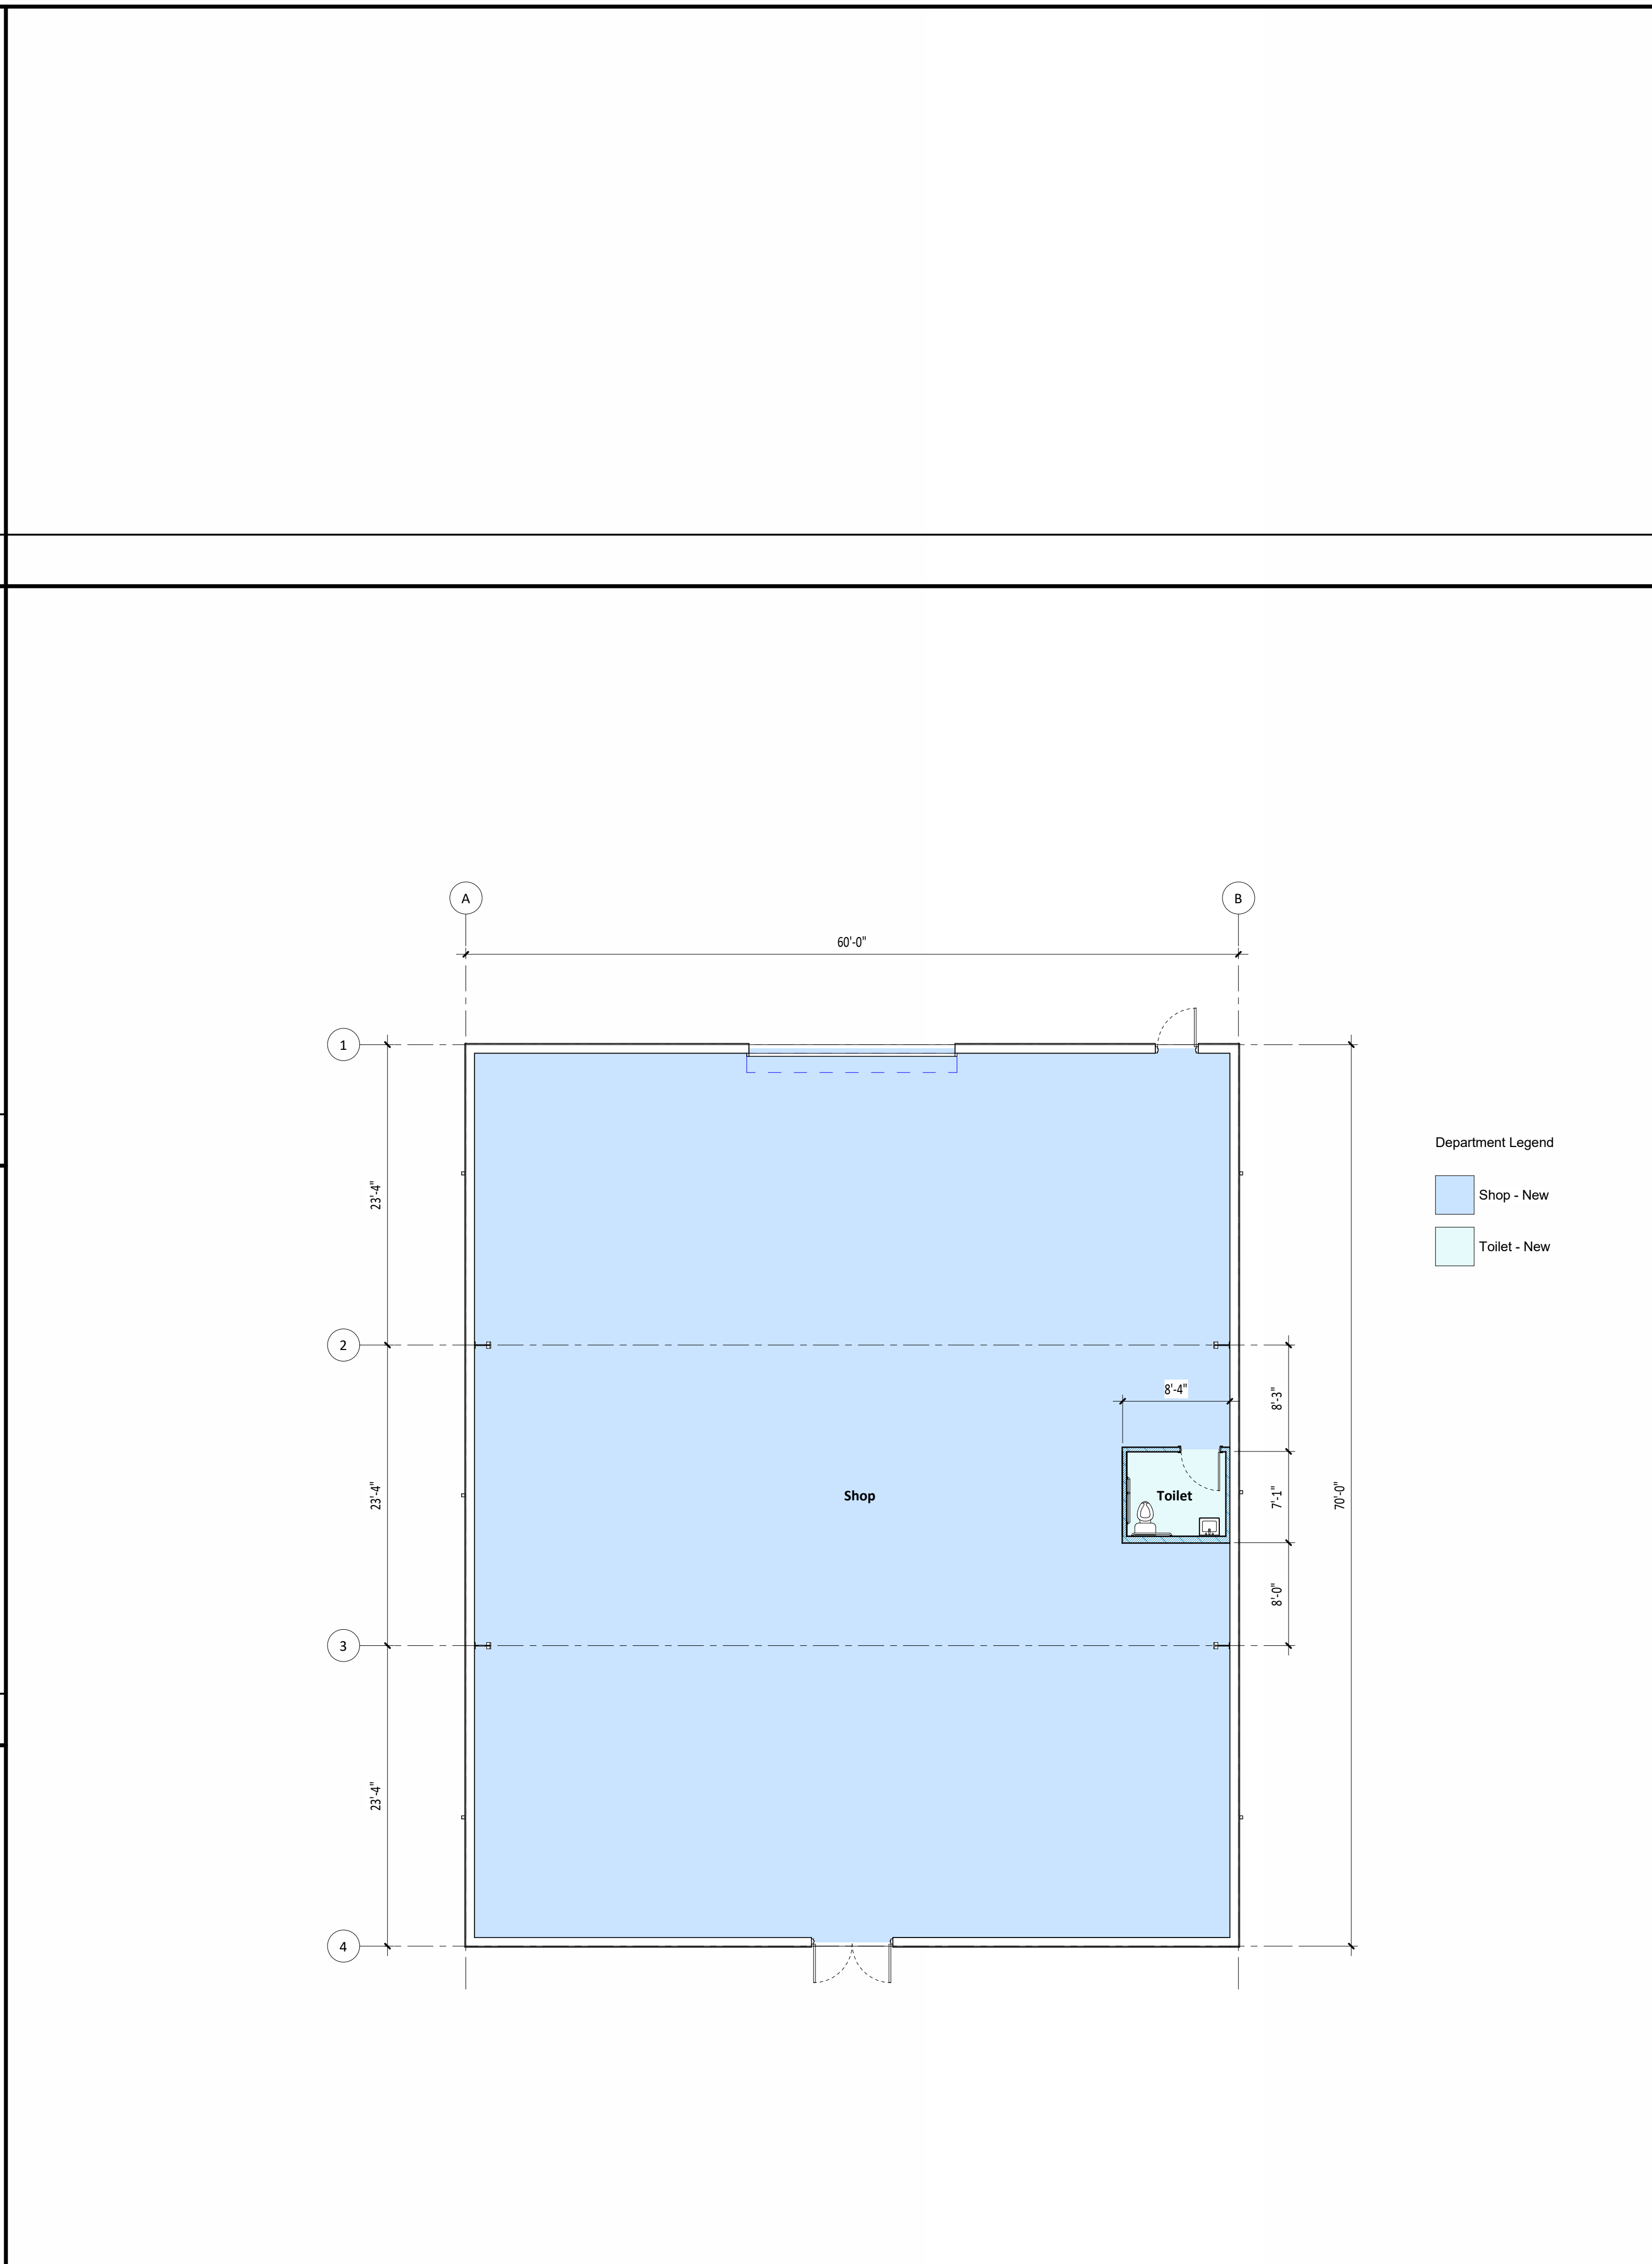 A
B
60'-0"
1
23'-4"
Department Legend
Shop - New
Toilet - New
2
8'-4"
8'-3"
23'-4"
Shop
Toilet
7'-1"
70'-0"
8'-0"
3
23'-4"
4